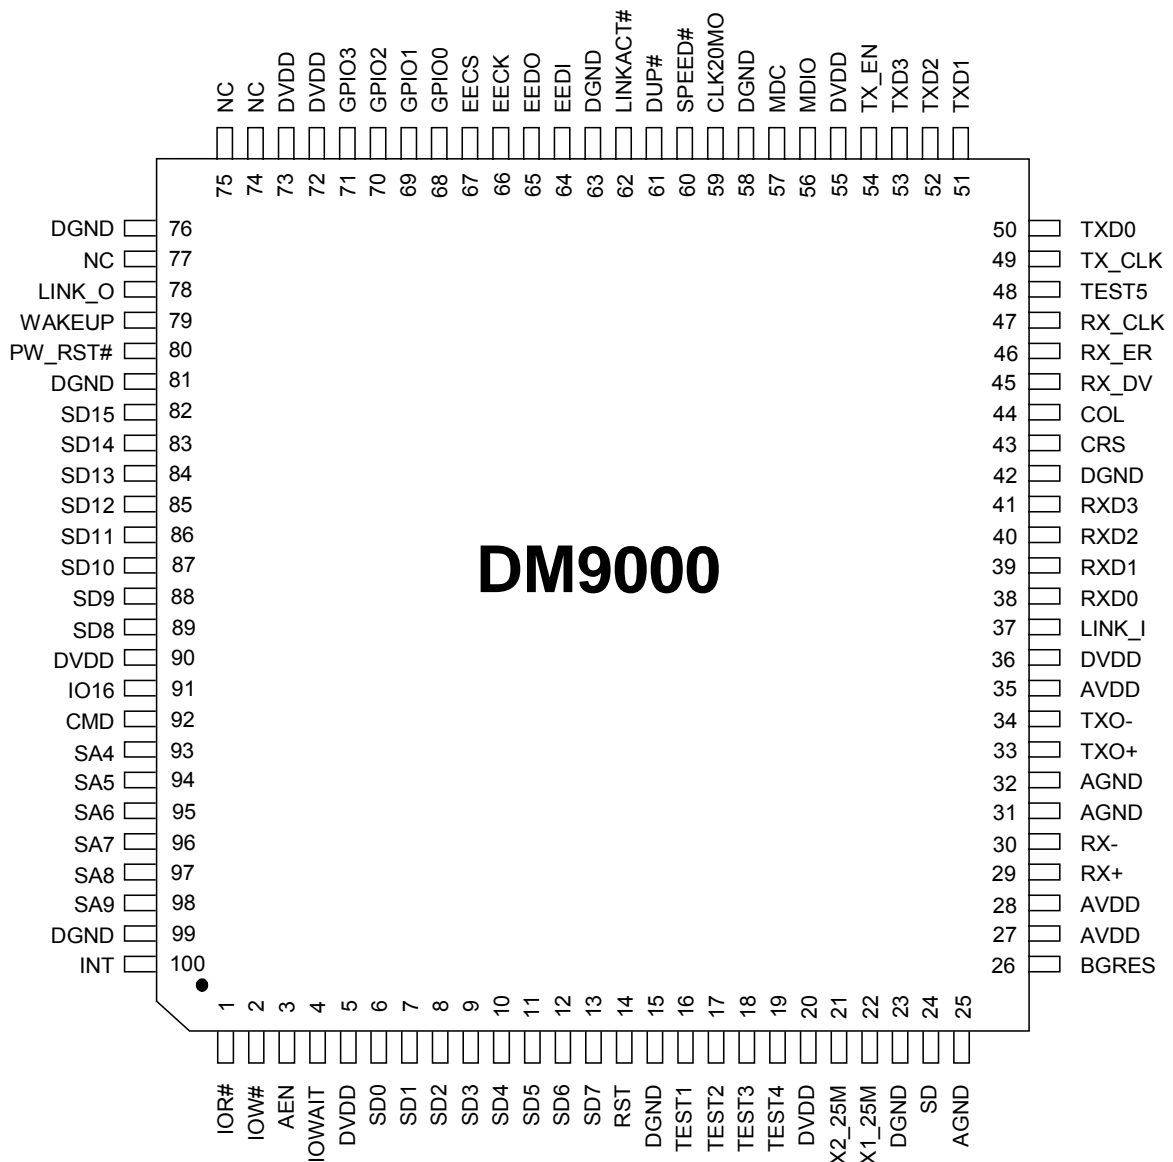 NC NC DVDD DVDD GPIO3 GPIO2 GPIO1 GPIO0 EECS EECK EEDO EEDI DGND LINKACT# DUP# SPEED# CLK20MO DGND MDC MDIO DVDD TX_EN TXD3 TXD2 TXD1
75 74 73 72 71 70 69 68 67 66 65 64 63 62 61 60 59 58 57 56 55 54 53 52 51
DGND 76 50 TXD0
NC 77 49 TX_CLK
LINK_O 78 48 TEST5
WAKEUP 79 47 RX_CLK
PW_RST# 80 46 RX_ER
DGND 81 45 RX_DV
SD15 82 44 COL
SD14 83 43 CRS
SD13 84 42 DGND
SD12 85 41 RXD3
SD11 86 40 RXD2
SD10 87 39 RXD1
DM9000
SD9 88 38 RXD0
SD8 89 37 LINK_I
DVDD 90 36 DVDD
IO16 91 35 AVDD
CMD 92 34 TXO-
SA4 93 33 TXO+
SA5 94 32 AGND
SA6 95 31 AGND
SA7 96 30 RX-
SA8 97 29 RX+
SA9 98 28 AVDD
DGND 99 27 AVDD
INT 100 26 BGRES
1 2 3 4 5 6 7 8 9 10 11 12 13 14 15 16 17 18 19 20 21 22 23 24 25
IOR# IOW# AEN IOWAIT DVDD SD0 SD1 SD2 SD3 SD4 SD5 SD6 SD7 RST DGND TEST1 TEST2 TEST3 TEST4 DVDD X2_25M X1_25M DGND SD AGND